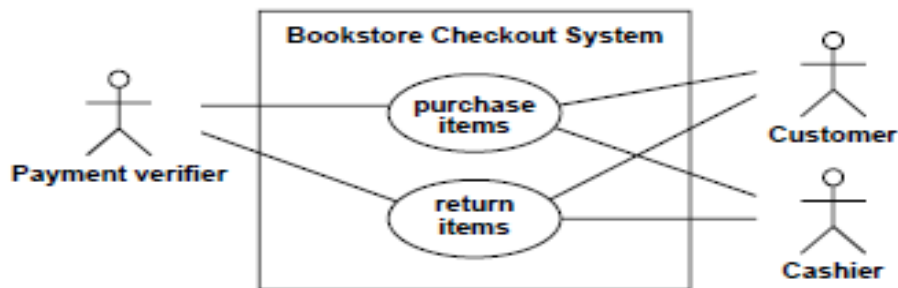 Bookstore Checkout System
purchase
items
Customer
Payment verifier
return
items
Cashier